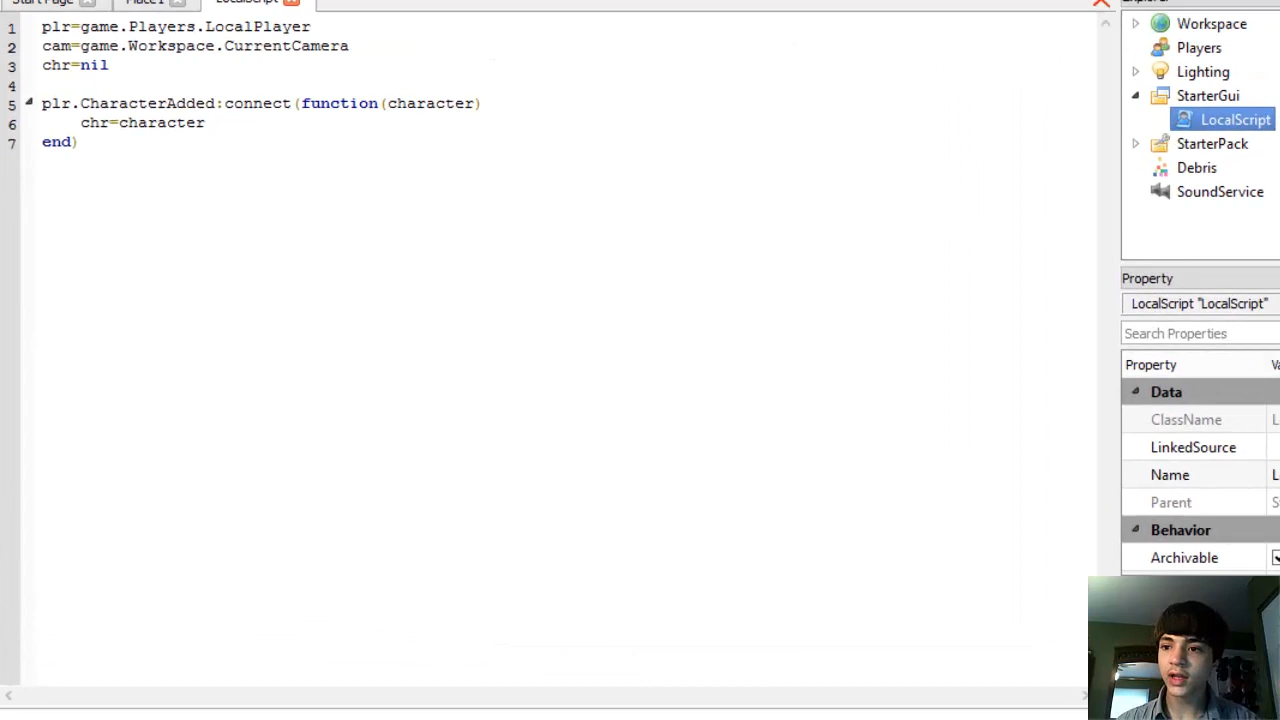 Start Page
Place1
LocalScript
Explorer
1 plr=game.Players.LocalPlayer
2 cam=game.Workspace.CurrentCamera
3 chr=nil
4
5 plr.CharacterAdded:connect(function(character)
6 chr=character
7 end)
Workspace
Players
Lighting
StarterGui
LocalScript
StarterPack
Debris
SoundService
Property
LocalScript "LocalScript"
Search Properties
Property
Data
ClassName
LinkedSource
Name
Parent
Behavior
Archivable